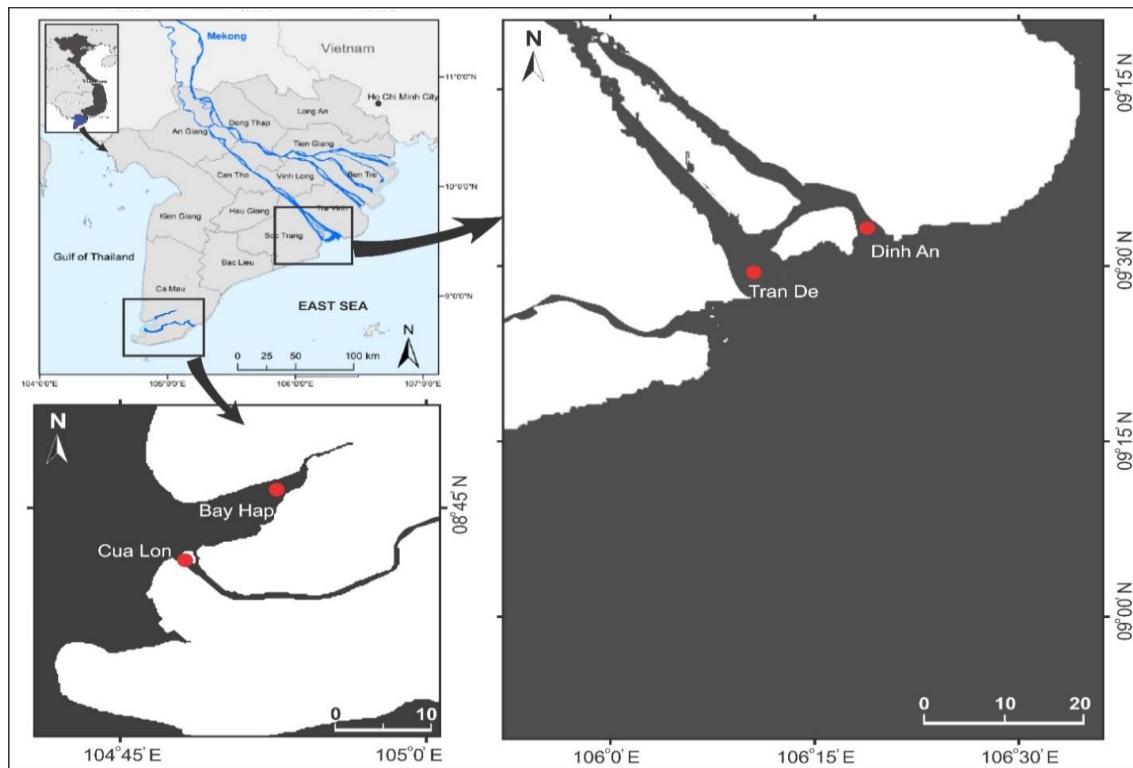 Mekong
Vietnam
N
11°0'0"N
Ho Chi Minh City
Long An
Dong Thap
An Giang
Tien Giang
Can Tho
Vinh Long
Ben Tre
10°0'0"N
Tra Vinh
Kien Giang
Hau Giang
Soc Trang
Gulf of Thailand
Bac Lieu
Ca Mau
9°0'0"N
EAST SEA
N
0 25 50 100 km
104°0'0"E
105°0'0"E
106°0'0"E
107°0'0"E
09°15'N
Dinh An
09°30'N
Tran De
09°15'N
09°00'N
0 10 20
106°0'E
106°15'E
106°30'E
N
Bay Hap
08°45'N
Cua Lon
0 10
104°45'E
105°0'E